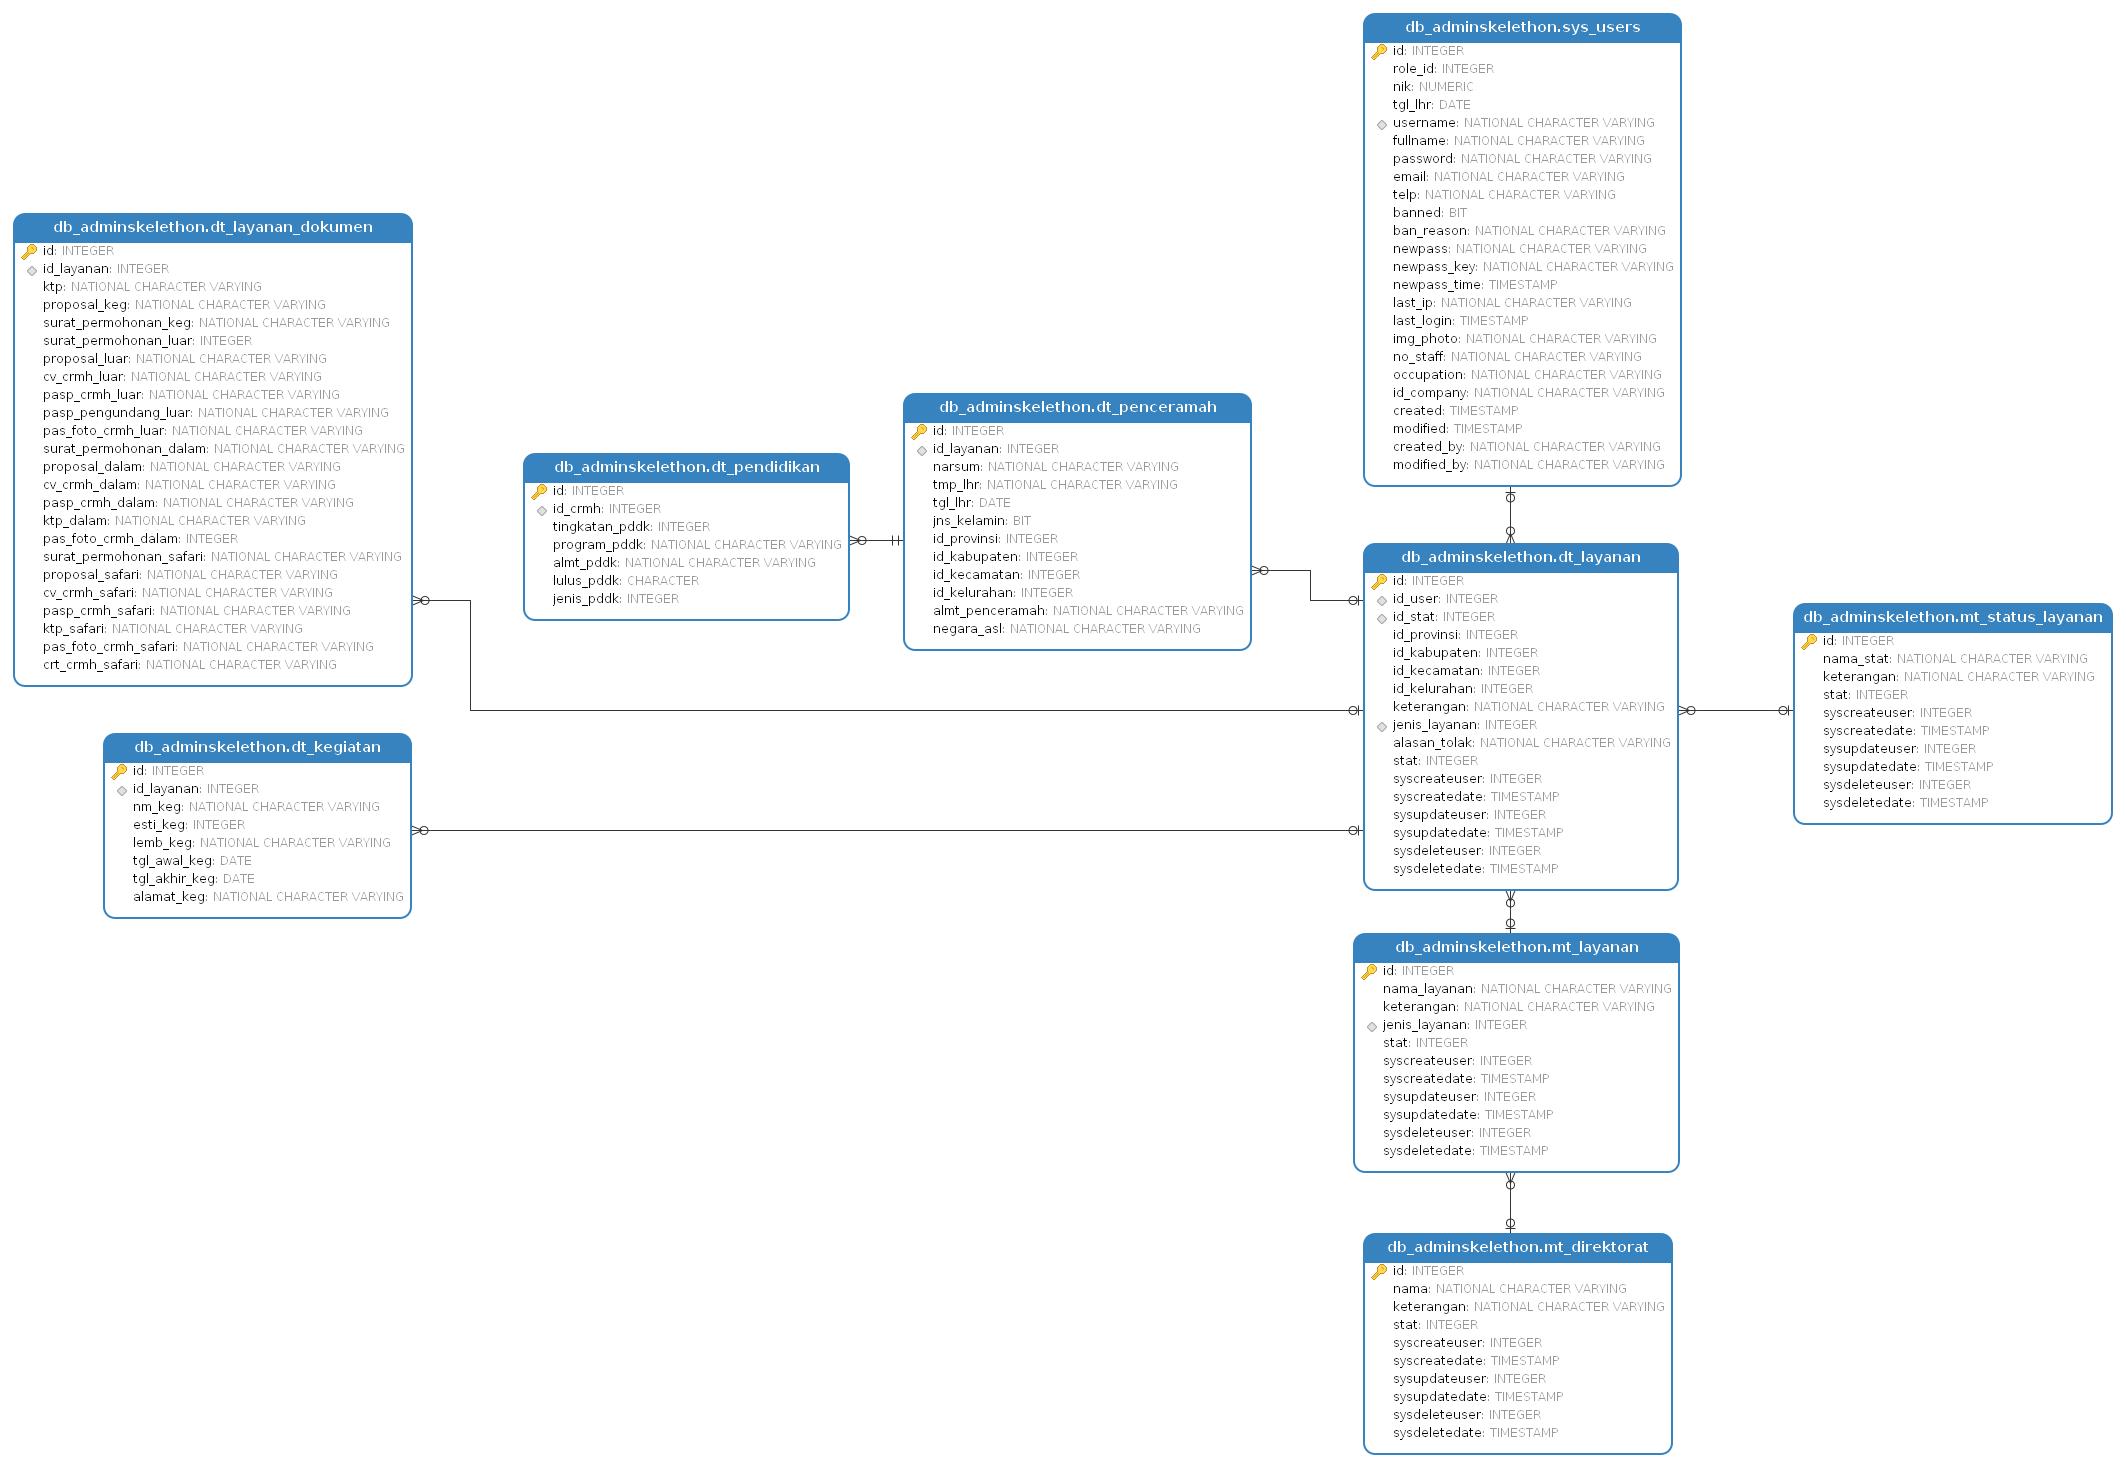 db_adminskelethon.sys_users
id: INTEGER
role_id: INTEGER
nik: NUMERIC
tgl_lhr: DATE
username: NATIONAL CHARACTER VARYING
fullname: NATIONAL CHARACTER VARYING
password: NATIONAL CHARACTER VARYING
email: NATIONAL CHARACTER VARYING
telp: NATIONAL CHARACTER VARYING
banned: BIT
ban_reason: NATIONAL CHARACTER VARYING
newpass: NATIONAL CHARACTER VARYING
newpass_key: NATIONAL CHARACTER VARYING
newpass_time: TIMESTAMP
last_ip: NATIONAL CHARACTER VARYING
last_login: TIMESTAMP
img_photo: NATIONAL CHARACTER VARYING
no_staff: NATIONAL CHARACTER VARYING
occupation: NATIONAL CHARACTER VARYING
id_company: NATIONAL CHARACTER VARYING
created: TIMESTAMP
modified: TIMESTAMP
created_by: NATIONAL CHARACTER VARYING
modified_by: NATIONAL CHARACTER VARYING
db_adminskelethon.dt_layanan_dokumen
id: INTEGER
id_layanan: INTEGER
ktp: NATIONAL CHARACTER VARYING
proposal_keg: NATIONAL CHARACTER VARYING
surat_permohonan_keg: NATIONAL CHARACTER VARYING
surat_permohonan_luar: INTEGER
proposal_luar: NATIONAL CHARACTER VARYING
cv_crmh_luar: NATIONAL CHARACTER VARYING
pasp_crmh_luar: NATIONAL CHARACTER VARYING
pasp_pengundang_luar: NATIONAL CHARACTER VARYING
pas_foto_crmh_luar: NATIONAL CHARACTER VARYING
surat_permohonan_dalam: NATIONAL CHARACTER VARYING
proposal_dalam: NATIONAL CHARACTER VARYING
cv_crmh_dalam: NATIONAL CHARACTER VARYING
pasp_crmh_dalam: NATIONAL CHARACTER VARYING
ktp_dalam: NATIONAL CHARACTER VARYING
pas_foto_crmh_dalam: INTEGER
surat_permohonan_safari: NATIONAL CHARACTER VARYING
proposal_safari: NATIONAL CHARACTER VARYING
cv_crmh_safari: NATIONAL CHARACTER VARYING
pasp_crmh_safari: NATIONAL CHARACTER VARYING
ktp_safari: NATIONAL CHARACTER VARYING
pas_foto_crmh_safari: NATIONAL CHARACTER VARYING
crt_crmh_safari: NATIONAL CHARACTER VARYING
db_adminskelethon.dt_pendidikan
id: INTEGER
id_crmh: INTEGER
tingkatan_pddk: INTEGER
program_pddk: NATIONAL CHARACTER VARYING
almt_pddk: NATIONAL CHARACTER VARYING
lulus_pddk: CHARACTER
jenis_pddk: INTEGER
db_adminskelethon.dt_penceramah
id: INTEGER
id_layanan: INTEGER
narsum: NATIONAL CHARACTER VARYING
tmp_lhr: NATIONAL CHARACTER VARYING
tgl_lhr: DATE
jns_kelamin: BIT
id_provinsi: INTEGER
id_kabupaten: INTEGER
id_kecamatan: INTEGER
id_kelurahan: INTEGER
almt_penceramah: NATIONAL CHARACTER VARYING
negara_asl: NATIONAL CHARACTER VARYING
db_adminskelethon.dt_layanan
id: INTEGER
id_user: INTEGER
id_stat: INTEGER
id_provinsi: INTEGER
id_kabupaten: INTEGER
id_kecamatan: INTEGER
id_kelurahan: INTEGER
keterangan: NATIONAL CHARACTER VARYING
jenis_layanan: INTEGER
alasan_tolak: NATIONAL CHARACTER VARYING
stat: INTEGER
syscreateuser: INTEGER
syscreatedate: TIMESTAMP
sysupdateuser: INTEGER
sysupdatedate: TIMESTAMP
sysdeleteuser: INTEGER
sysdeletedate: TIMESTAMP
db_adminskelethon.mt_status_layanan
id: INTEGER
nama_stat: NATIONAL CHARACTER VARYING
keterangan: NATIONAL CHARACTER VARYING
stat: INTEGER
syscreateuser: INTEGER
syscreatedate: TIMESTAMP
sysupdateuser: INTEGER
sysupdatedate: TIMESTAMP
sysdeleteuser: INTEGER
sysdeletedate: TIMESTAMP
db_adminskelethon.dt_kegiatan
id: INTEGER
id_layanan: INTEGER
nm_keg: NATIONAL CHARACTER VARYING
esti_keg: INTEGER
lemb_keg: NATIONAL CHARACTER VARYING
tgl_awal_keg: DATE
tgl_akhir_keg: DATE
alamat_keg: NATIONAL CHARACTER VARYING
db_adminskelethon.mt_layanan
id: INTEGER
nama_layanan: NATIONAL CHARACTER VARYING
keterangan: NATIONAL CHARACTER VARYING
jenis_layanan: INTEGER
stat: INTEGER
syscreateuser: INTEGER
syscreatedate: TIMESTAMP
sysupdateuser: INTEGER
sysupdatedate: TIMESTAMP
sysdeleteuser: INTEGER
sysdeletedate: TIMESTAMP
db_adminskelethon.mt_direktorat
id: INTEGER
nama: NATIONAL CHARACTER VARYING
keterangan: NATIONAL CHARACTER VARYING
stat: INTEGER
syscreateuser: INTEGER
syscreatedate: TIMESTAMP
sysupdateuser: INTEGER
sysupdatedate: TIMESTAMP
sysdeleteuser: INTEGER
sysdeletedate: TIMESTAMP